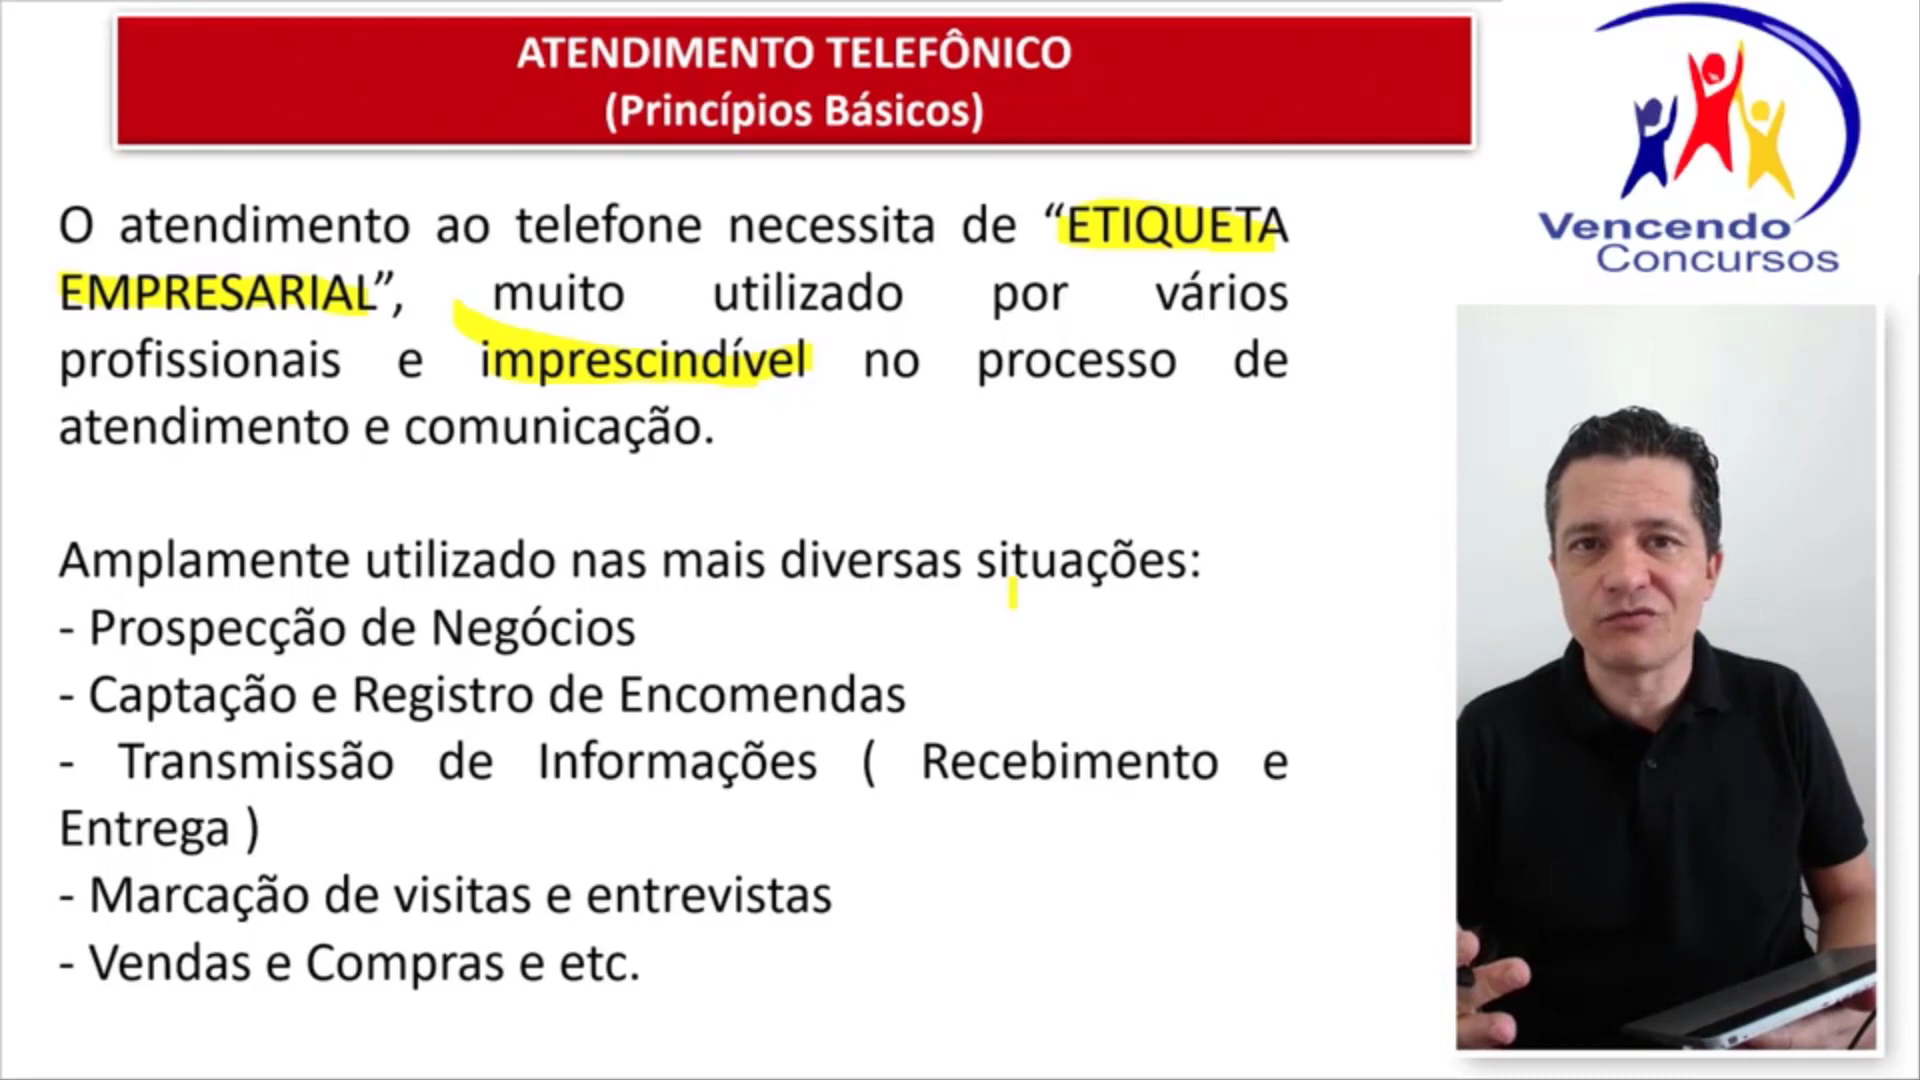 ATENDIMENTO TELEFÔNICO
(Princípios Básicos)
Vencendo
Concursos
O atendimento ao telefone necessita de “ETIQUETA
EMPRESARIAL”, muito utilizado por vários
profissionais e imprescindível no processo de
atendimento e comunicação.
Amplamente utilizado nas mais diversas situações:
- Prospecção de Negócios
- Captação e Registro de Encomendas
- Transmissão de Informações ( Recebimento e
Entrega )
- Marcação de visitas e entrevistas
- Vendas e Compras e etc.